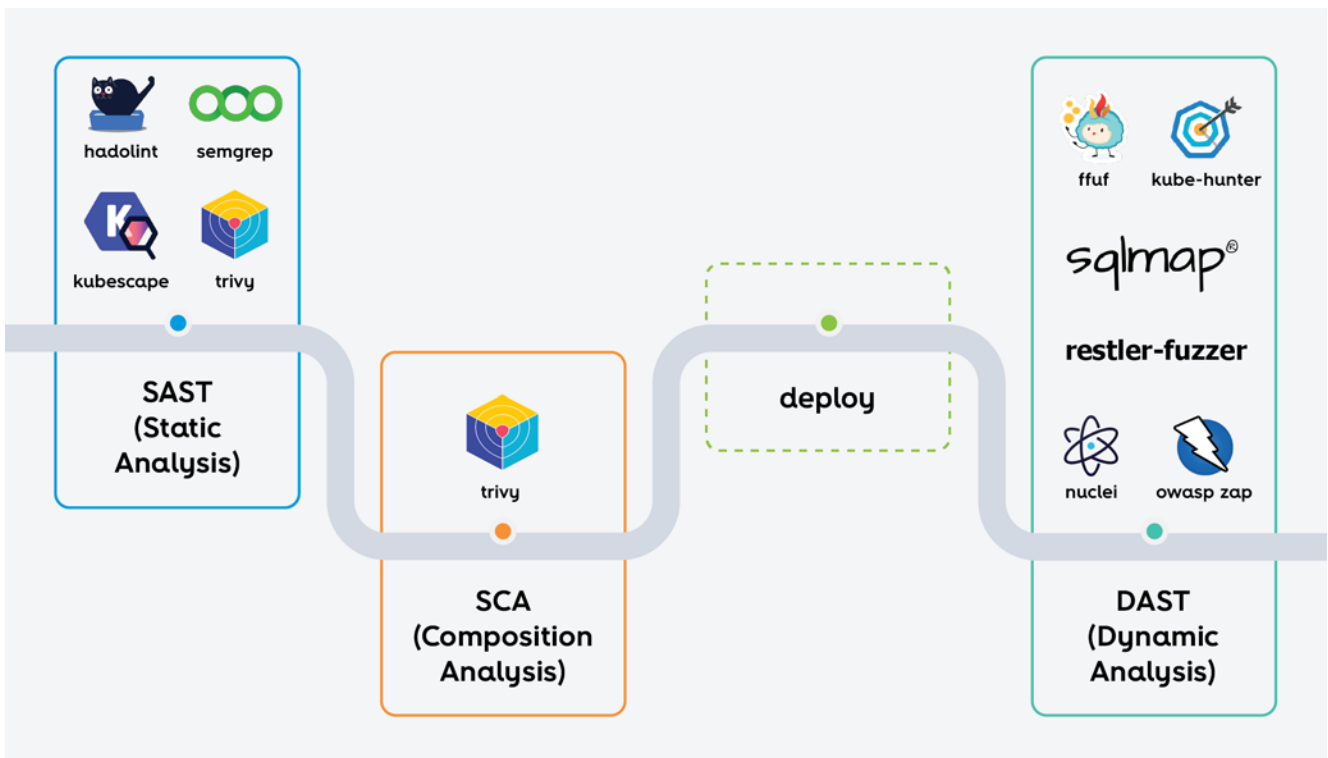 hadolint
semgrep
kubescape
trivy
SAST
(Static
Analysis)
trivy
SCA
(Composition
Analysis)
deploy
ffuf
kube-hunter
sqlmap®
restler-fuzzer
nuclei
owasp zap
DAST
(Dynamic
Analysis)